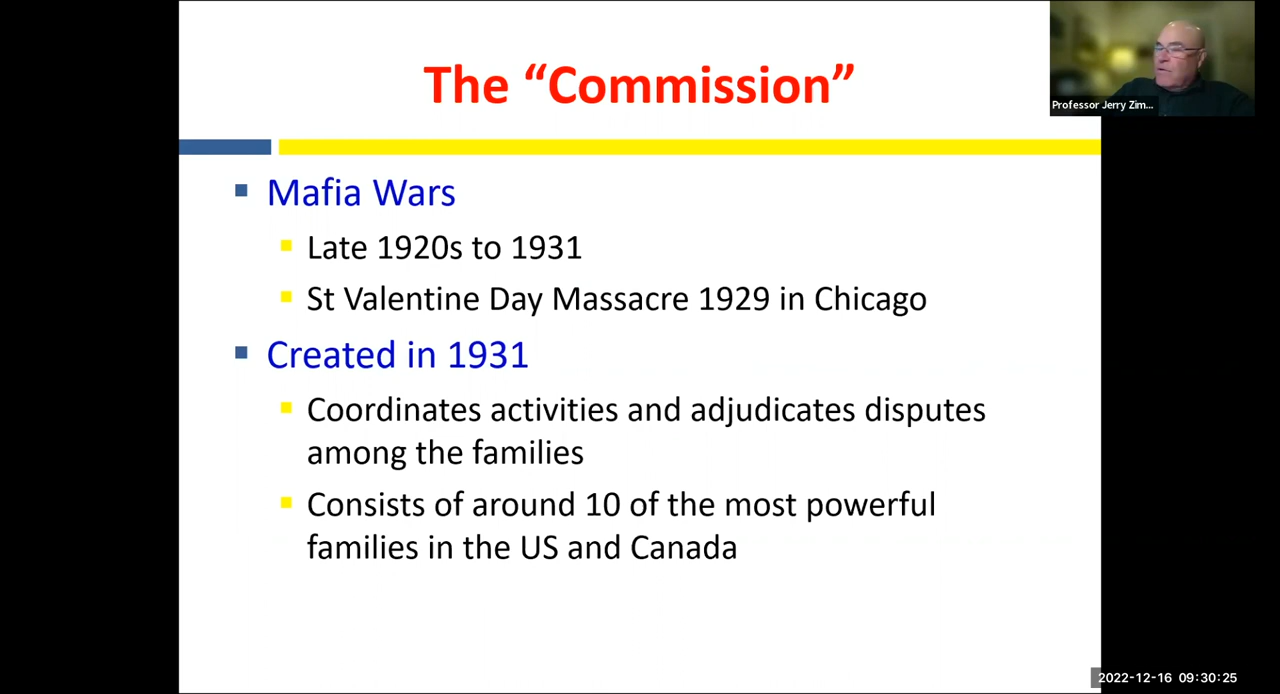 The “Commission”
Professor Jerry Zim...
Mafia Wars
Late 1920s to 1931
St Valentine Day Massacre 1929 in Chicago
Created in 1931
Coordinates activities and adjudicates disputes
among the families
Consists of around 10 of the most powerful
families in the US and Canada
2022-12-16 09:30:25